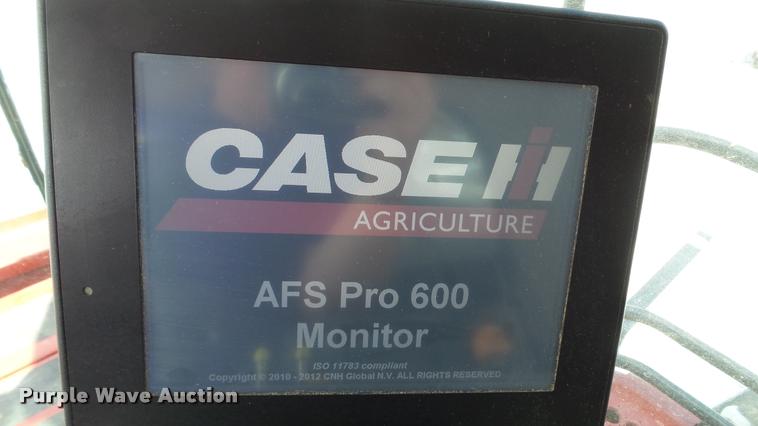 CASE IH
AGRICULTURE
AFS Pro 600
Monitor
ISO 11783 compliant
Copyright © 2010 - 2012 CNH Global N.V. ALL RIGHTS RESERVED
Purple Wave Auction